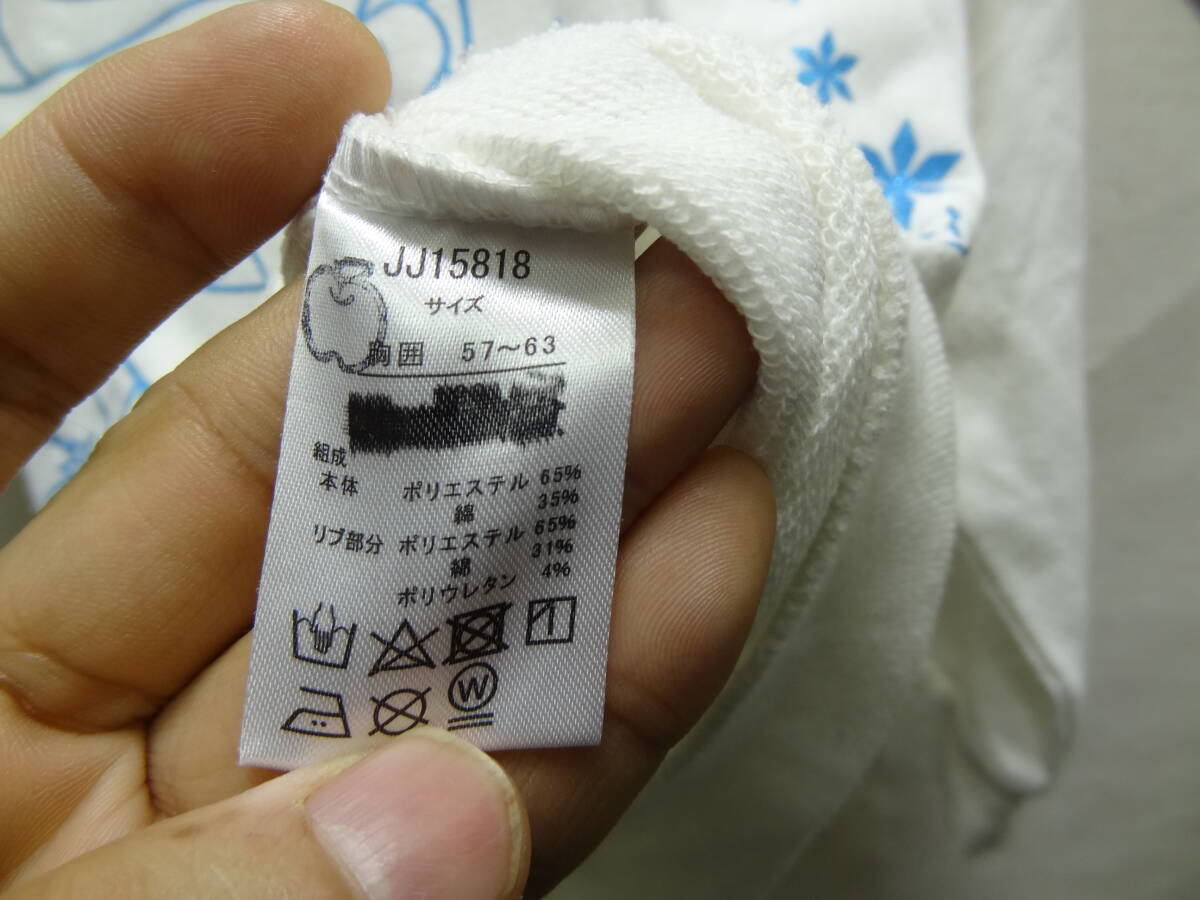 JJ15818
サイズ
胸囲 57〜63
組成
本体 ポリエステル 65%
綿 35%
リブ部分 ポリエステル 65%
綿 31%
ポリウレタン 4%
W